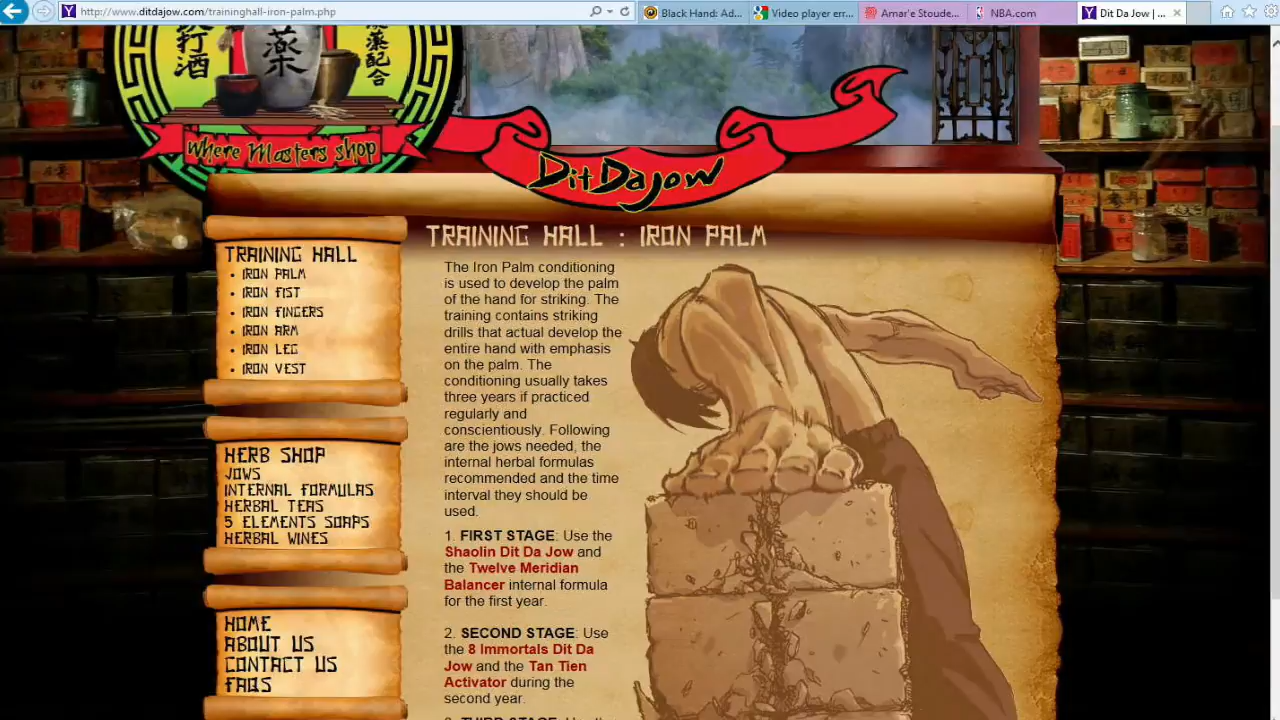 http://www.ditdajow.com/traininghall-iron-palm.php
Black Hand: Ad...
Video player err...
Amar'e Stoude...
NBA.com
Dit Da Jow | ...
打酒
薬
薬配合
Where Masters Shop
DitDaJow
TRAINING HALL
• IRON PALM
• IRON FIST
• IRON FINGERS
• IRON ARM
• IRON LEG
• IRON VEST
HERB SHOP
JOWS
INTERNAL FORMULAS
HERBAL TEAS
5 ELEMENTS SOAPS
HERBAL WINES
HOME
ABOUT US
CONTACT US
FAQS
TRAINING HALL : IRON PALM
The Iron Palm conditioning
is used to develop the palm
of the hand for striking. The
training contains striking
drills that actual develop the
entire hand with emphasis
on the palm. The
conditioning usually takes
three years if practiced
regularly and
conscientiously. Following
are the jows needed, the
internal herbal formulas
recommended and the time
interval they should be
used.
1. FIRST STAGE: Use the
Shaolin Dit Da Jow and
the Twelve Meridian
Balancer internal formula
for the first year.
2. SECOND STAGE: Use
the 8 Immortals Dit Da
Jow and the Tan Tien
Activator during the
second year.